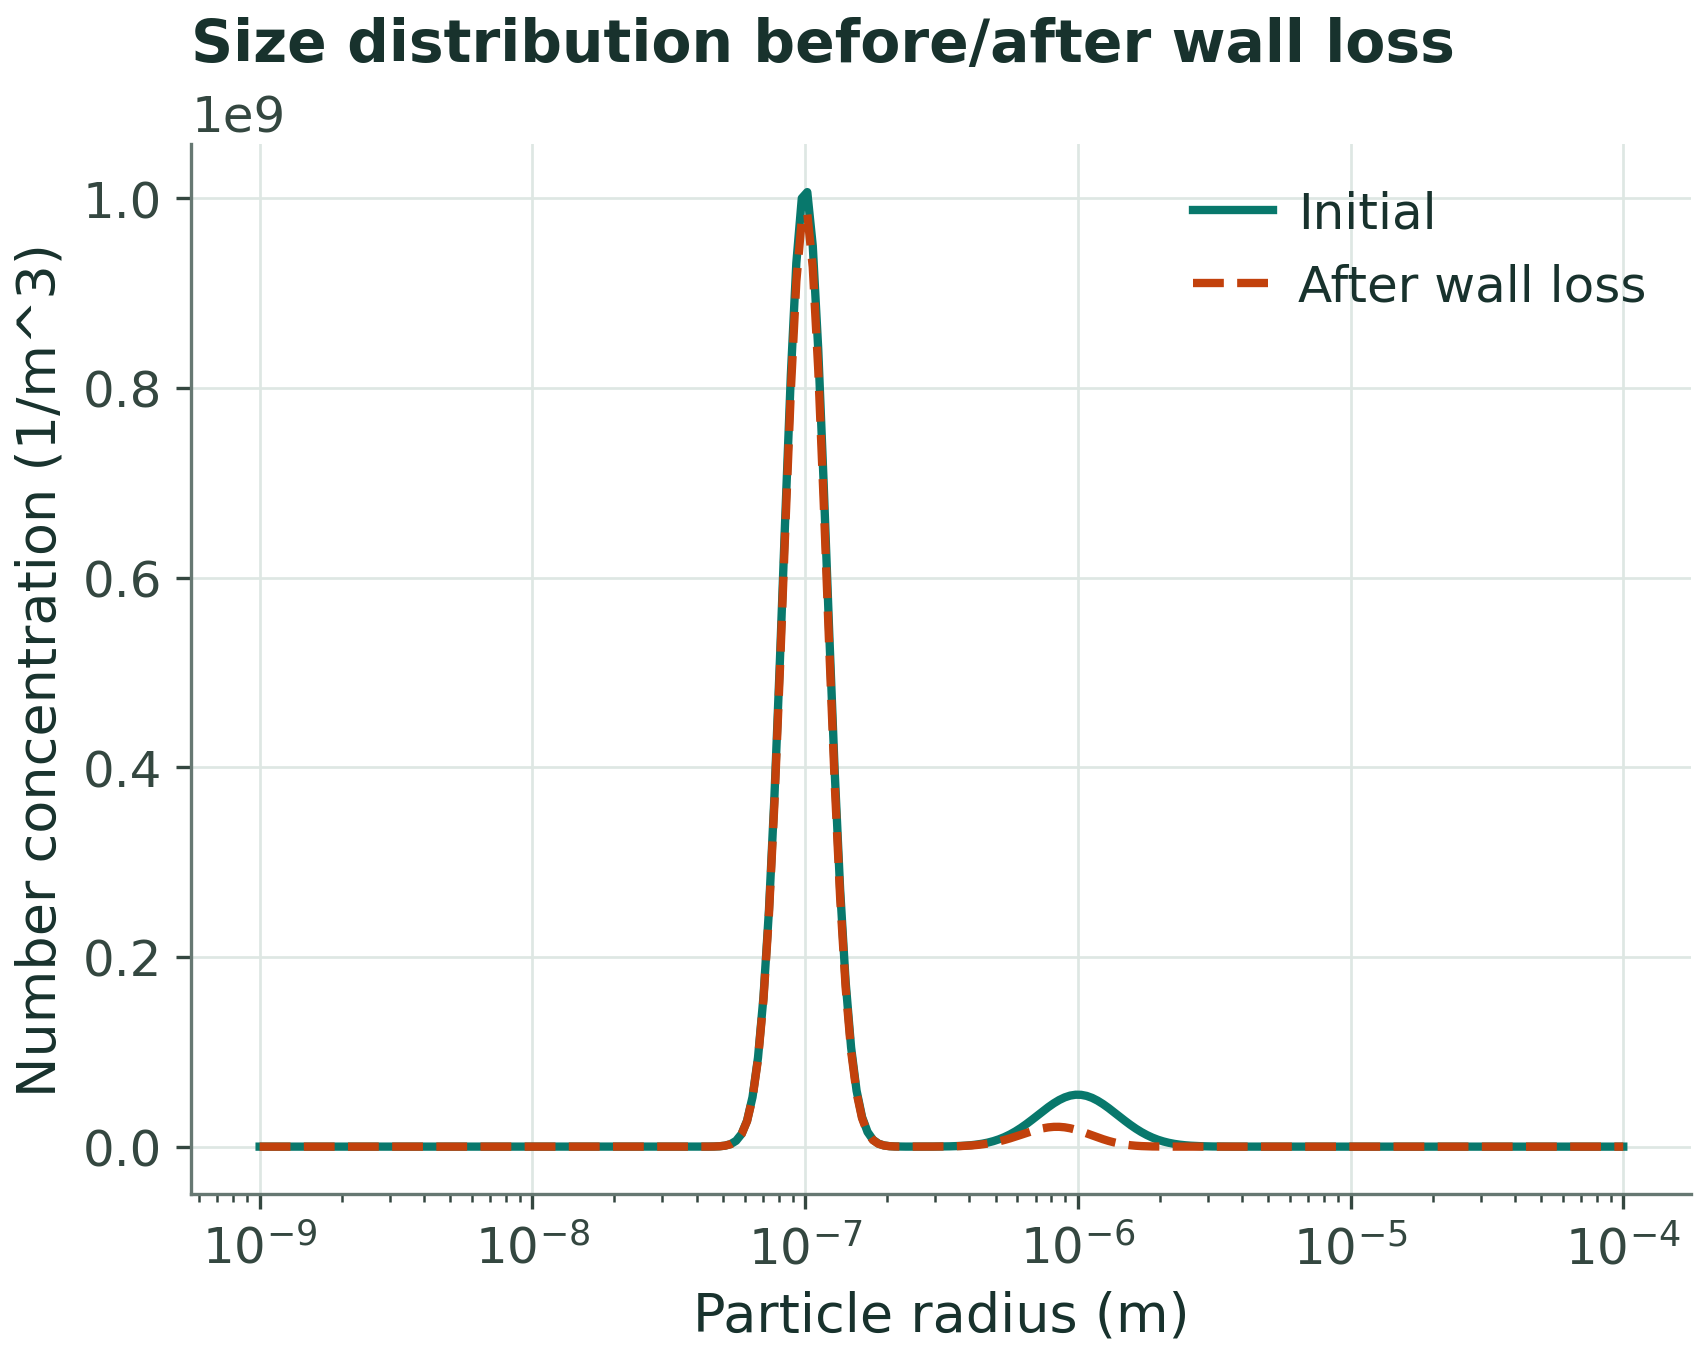 Size distribution before/after wall loss
1e9
1.0
0.8
0.6
0.4
0.2
0.0
Number concentration (1/m^3)
Initial
After wall loss
10⁻⁹ 10⁻⁸ 10⁻⁷ 10⁻⁶ 10⁻⁵ 10⁻⁴
Particle radius (m)